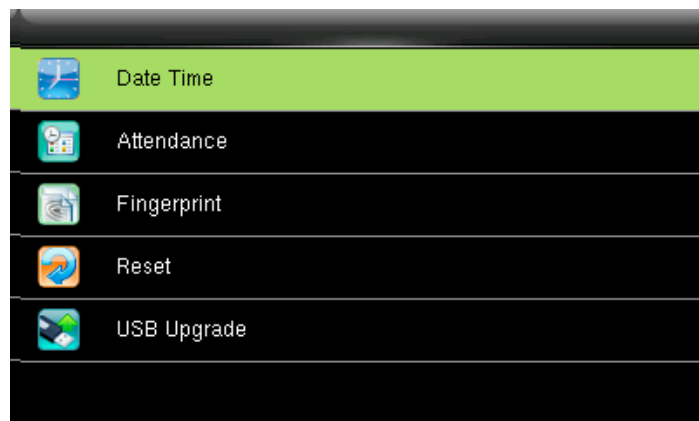 Date Time
Attendance
Fingerprint
Reset
USB Upgrade